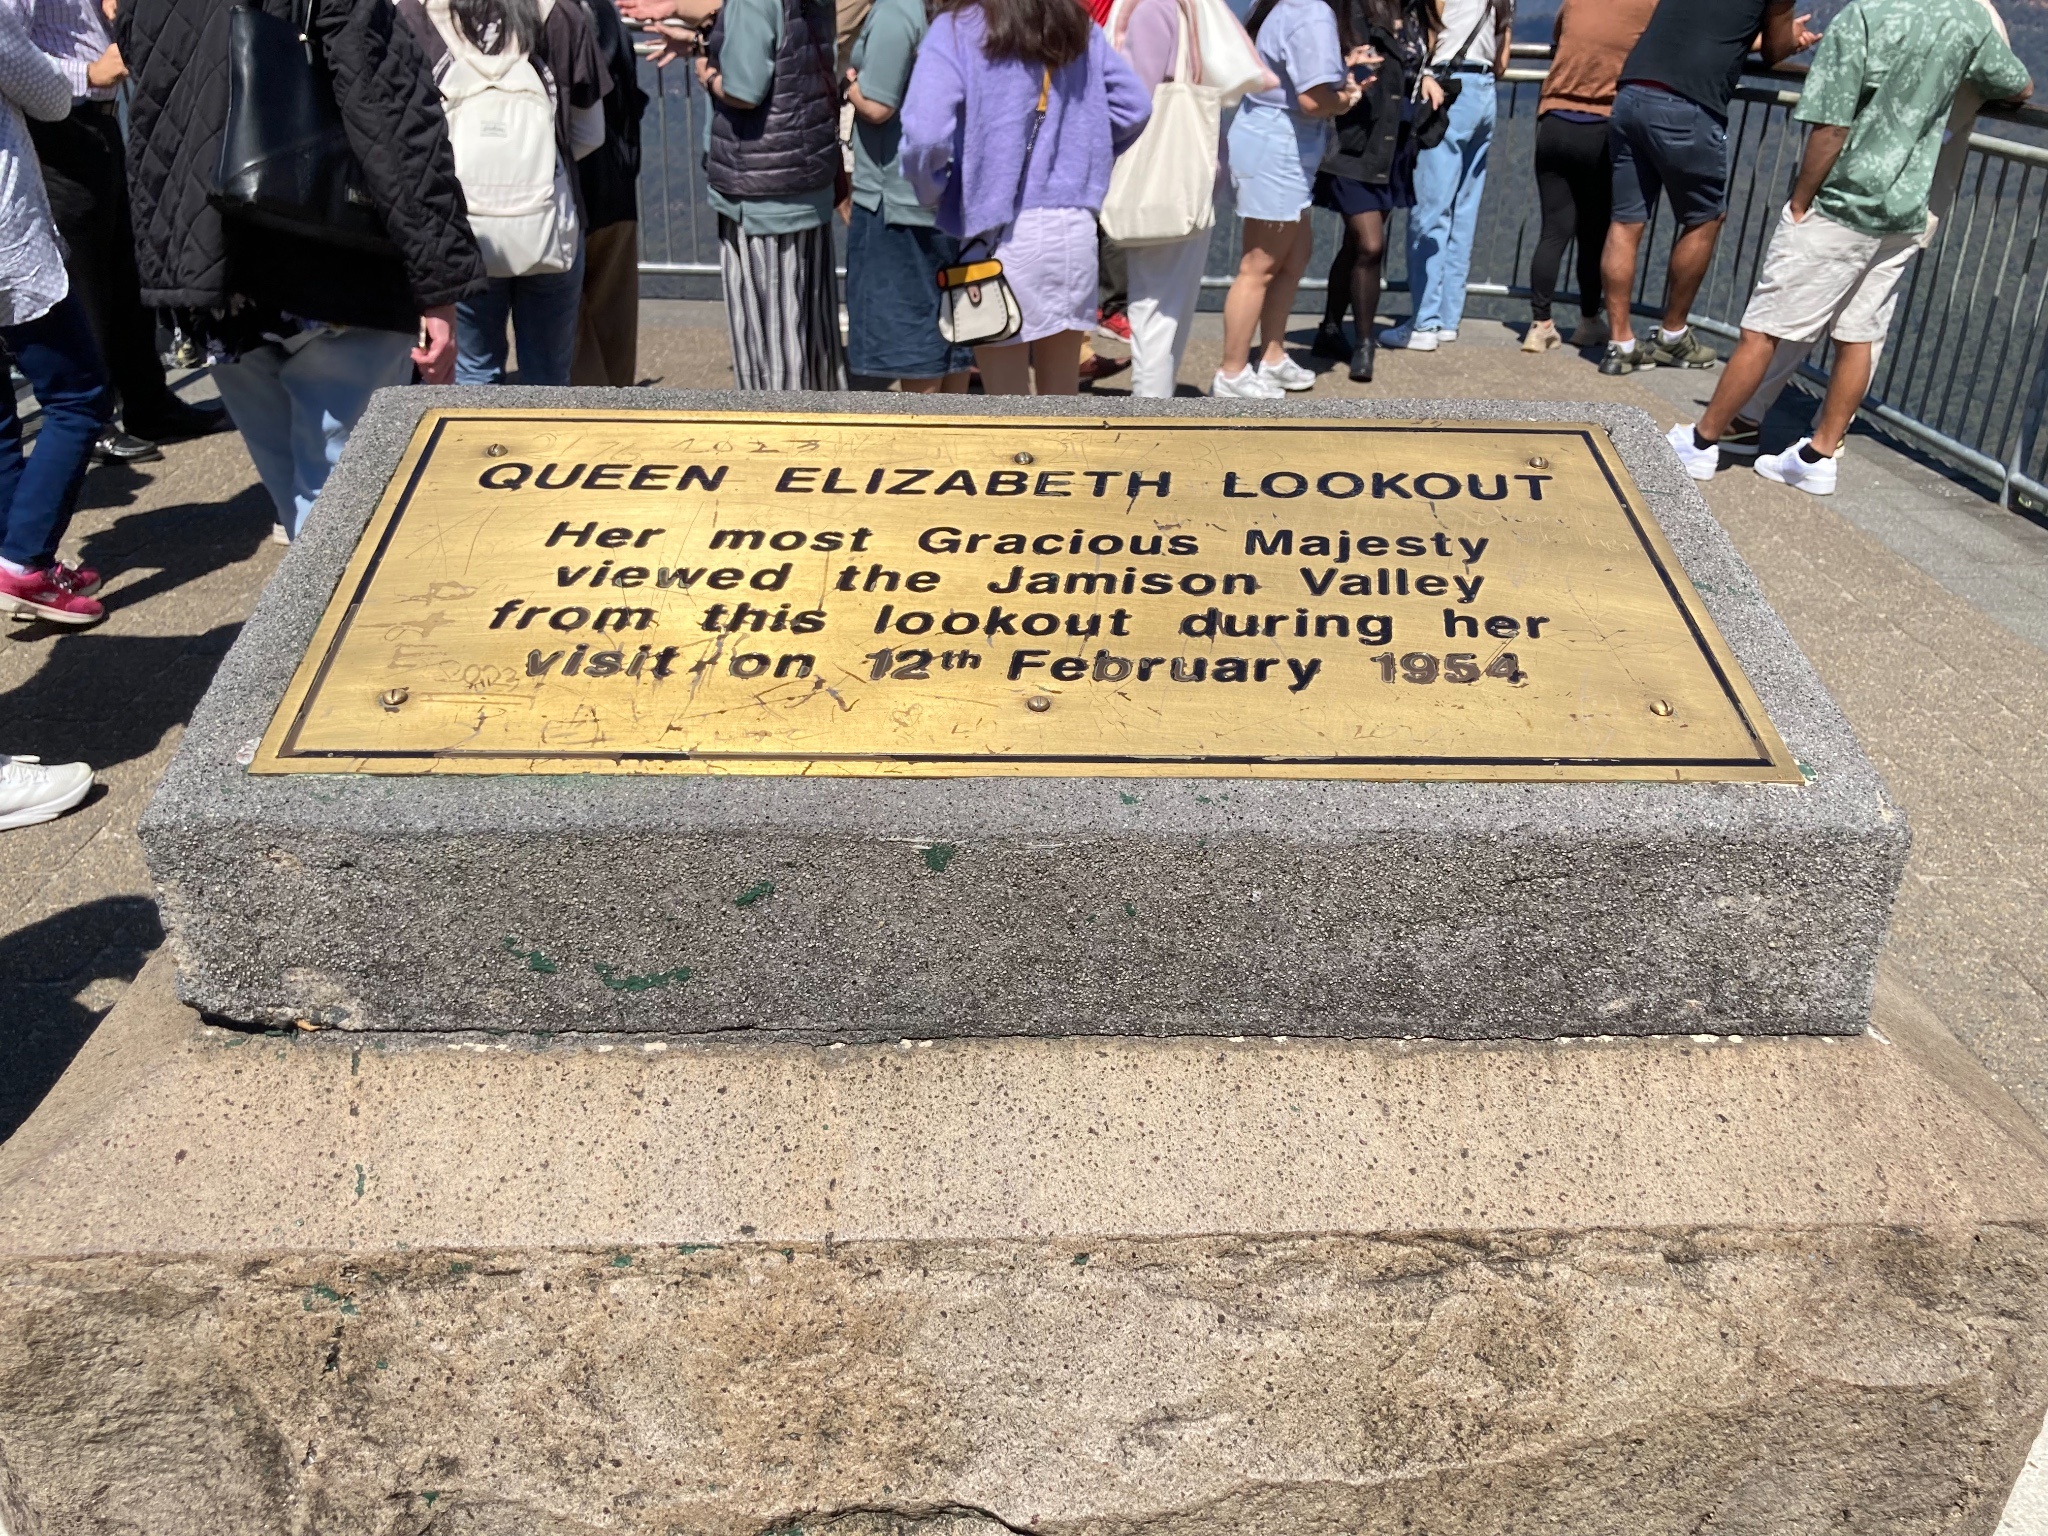 QUEEN ELIZABETH LOOKOUT
Her most Gracious Majesty
viewed the Jamison Valley
from this lookout during her
visit on 12th February 1954